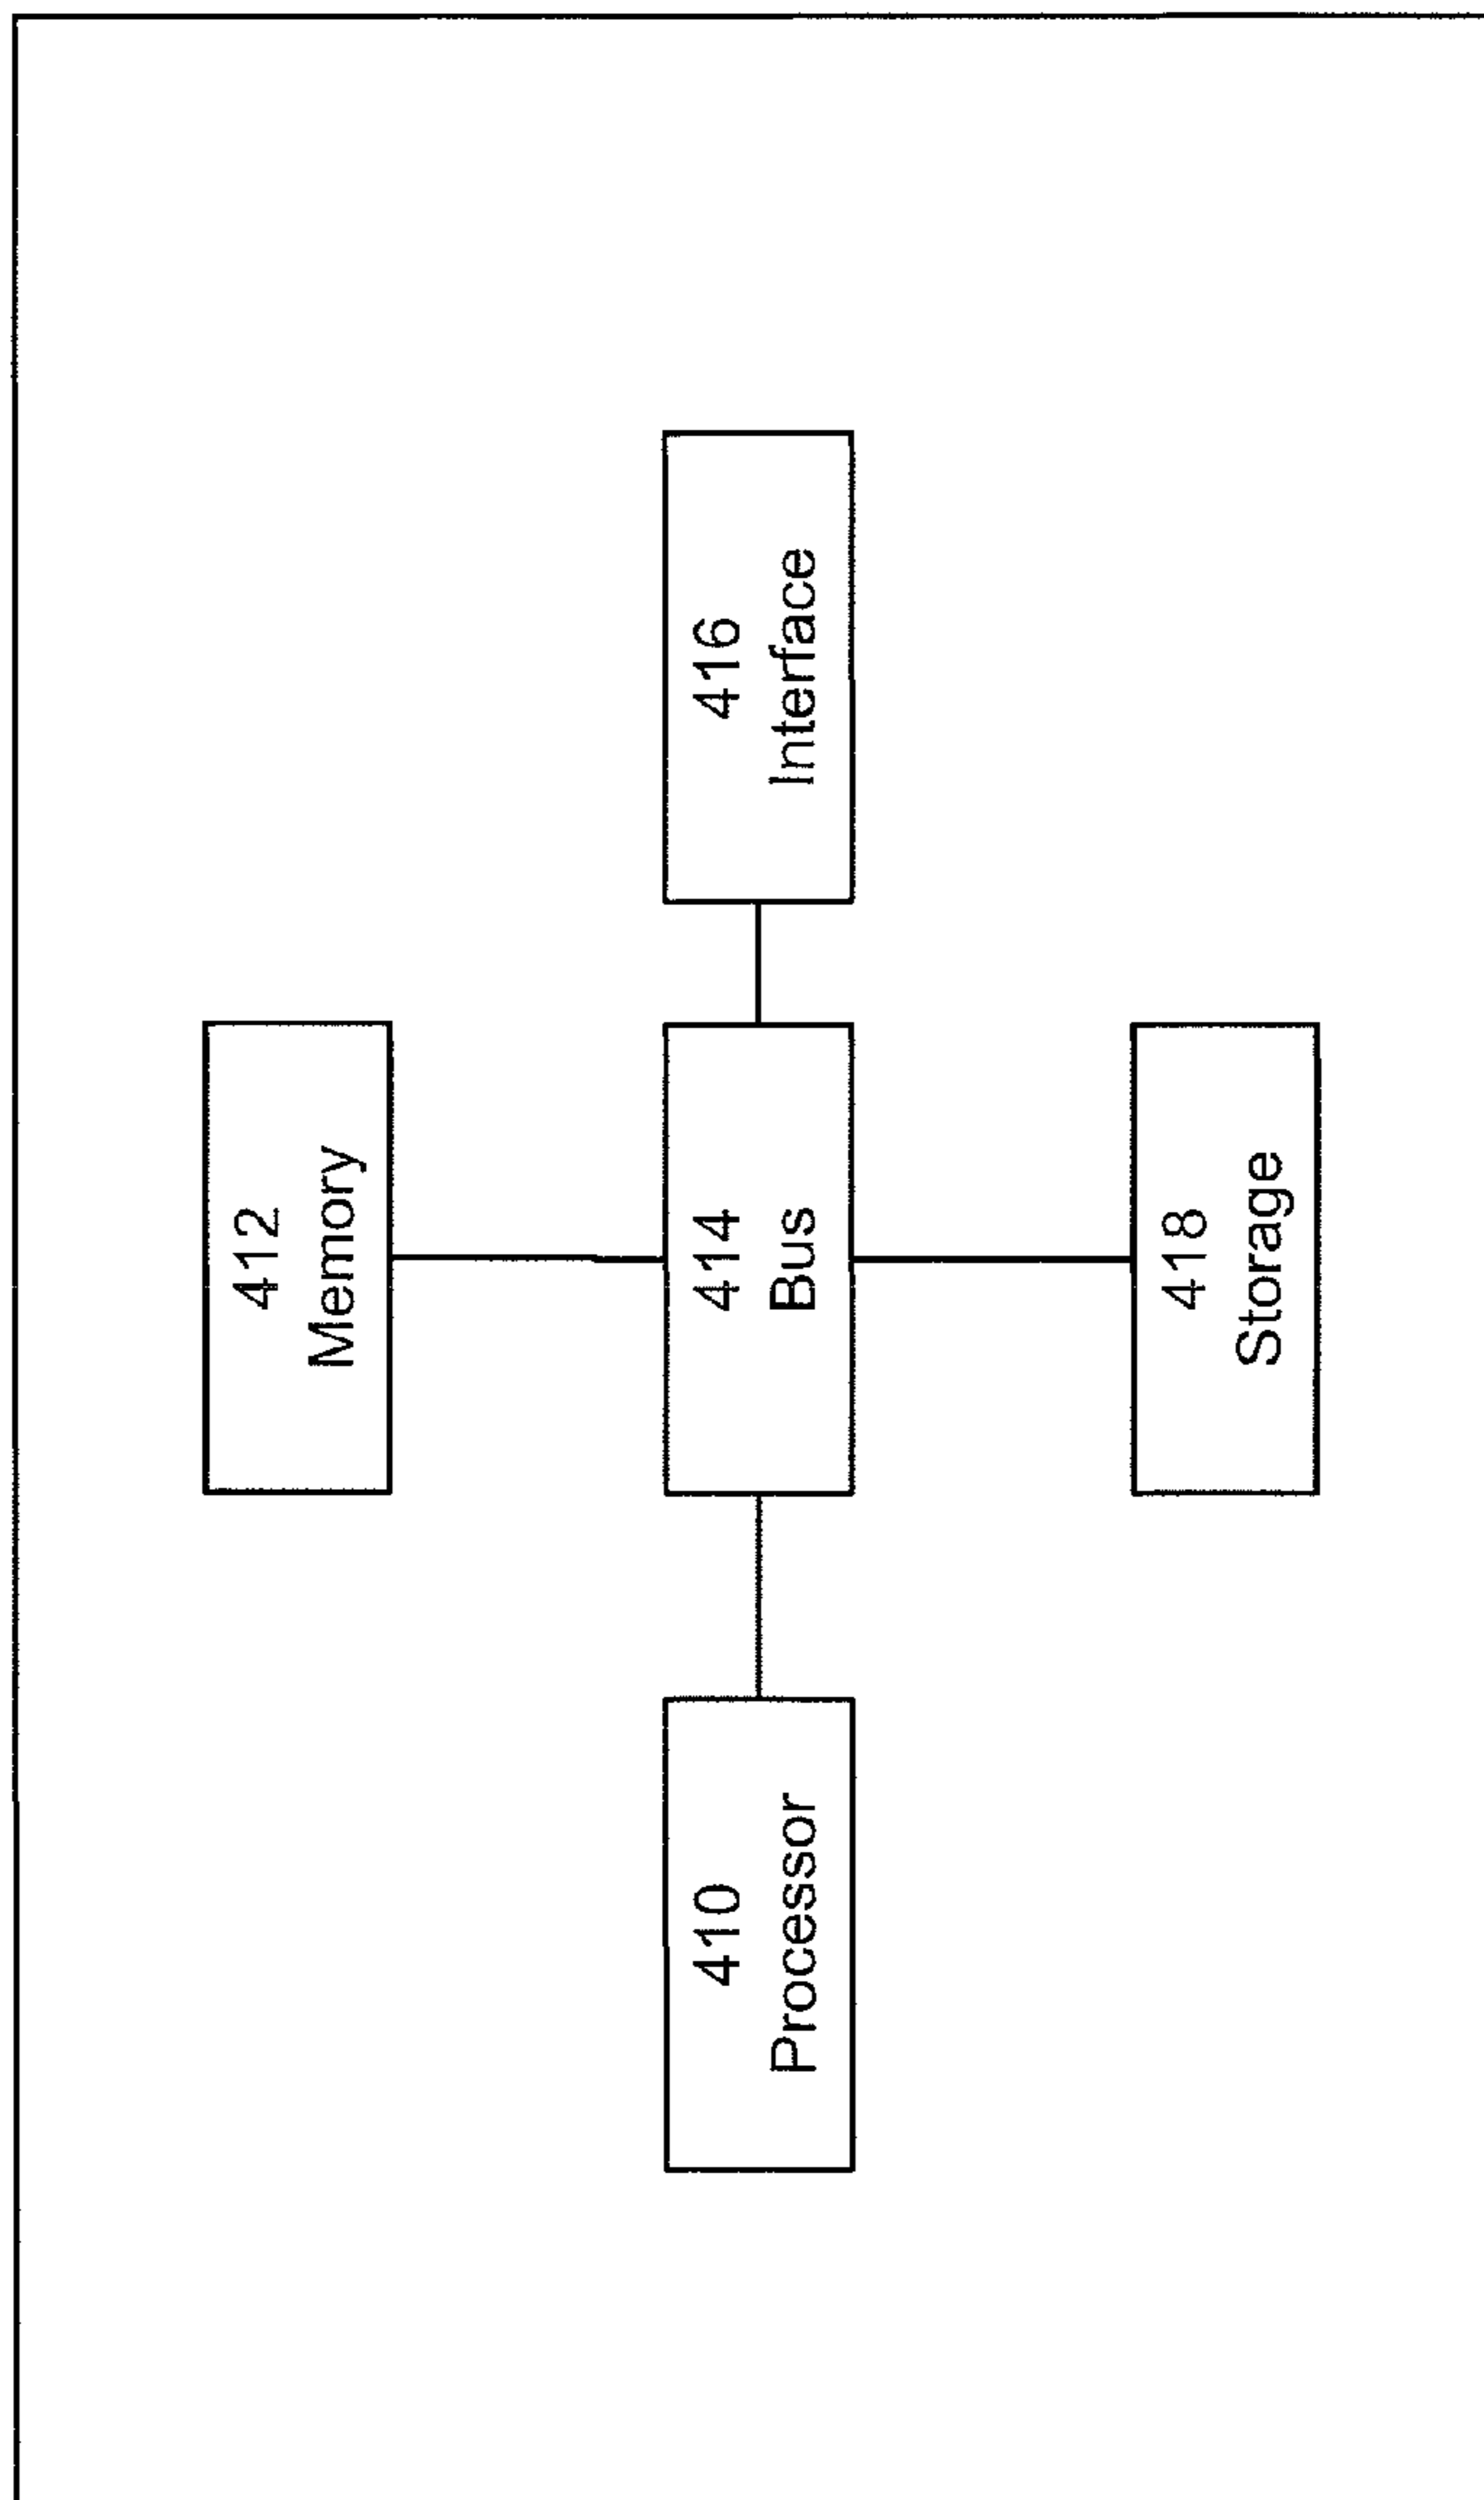 412
Memory
410
Processor
414
Bus
416
Interface
418
Storage